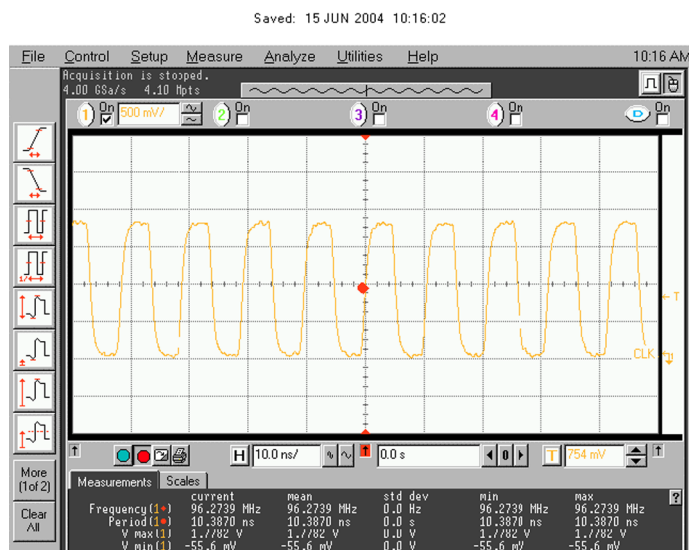 Saved: 15 JUN 2004 10:16:02
File Control Setup Measure Analyze Utilities Help 10:16 AM
Acquisition is stopped.
4.00 GSa/s 4.10 Mpts
1 On 500 mV/ 2 On 3 On 4 On D On
T
CLK
H 10.0 ns/ 0.0 s 0 T 754 mV
More
(1of 2)
Clear
All
Measurements Scales ?
current mean std dev min max
Frequency(1) 96.2739 MHz 96.2739 MHz 0.0 Hz 96.2739 MHz 96.2739 MHz
Period(1) 10.3870 ns 10.3870 ns 0.0 s 10.3870 ns 10.3870 ns
V max(1) 1.7782 V 1.7782 V 0.0 V 1.7782 V 1.7782 V
V min(1) -55.6 mV -55.6 mV 0.0 V -55.6 mV -55.6 mV